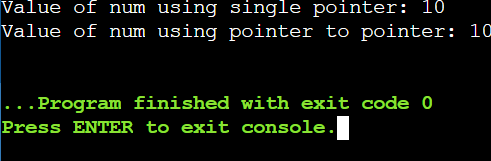 Value of num using single pointer: 10
Value of num using pointer to pointer: 10
...Program finished with exit code 0
Press ENTER to exit console.